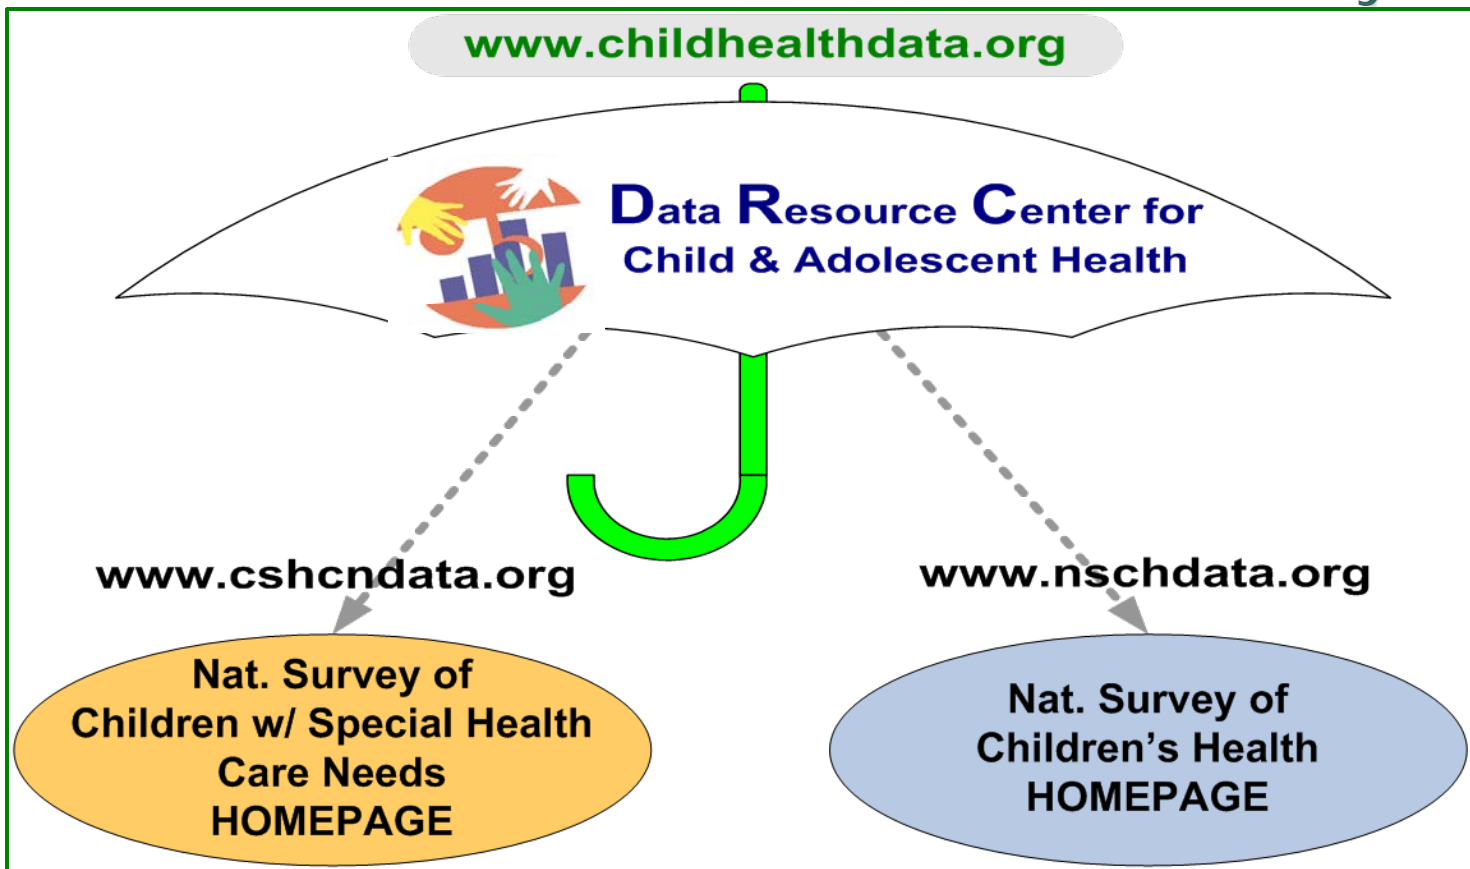 www.childhealthdata.org
Data Resource Center for
Child & Adolescent Health
www.cshcndata.org
www.nschdata.org
Nat. Survey of
Children w/ Special Health
Care Needs
HOMEPAGE
Nat. Survey of
Children’s Health
HOMEPAGE